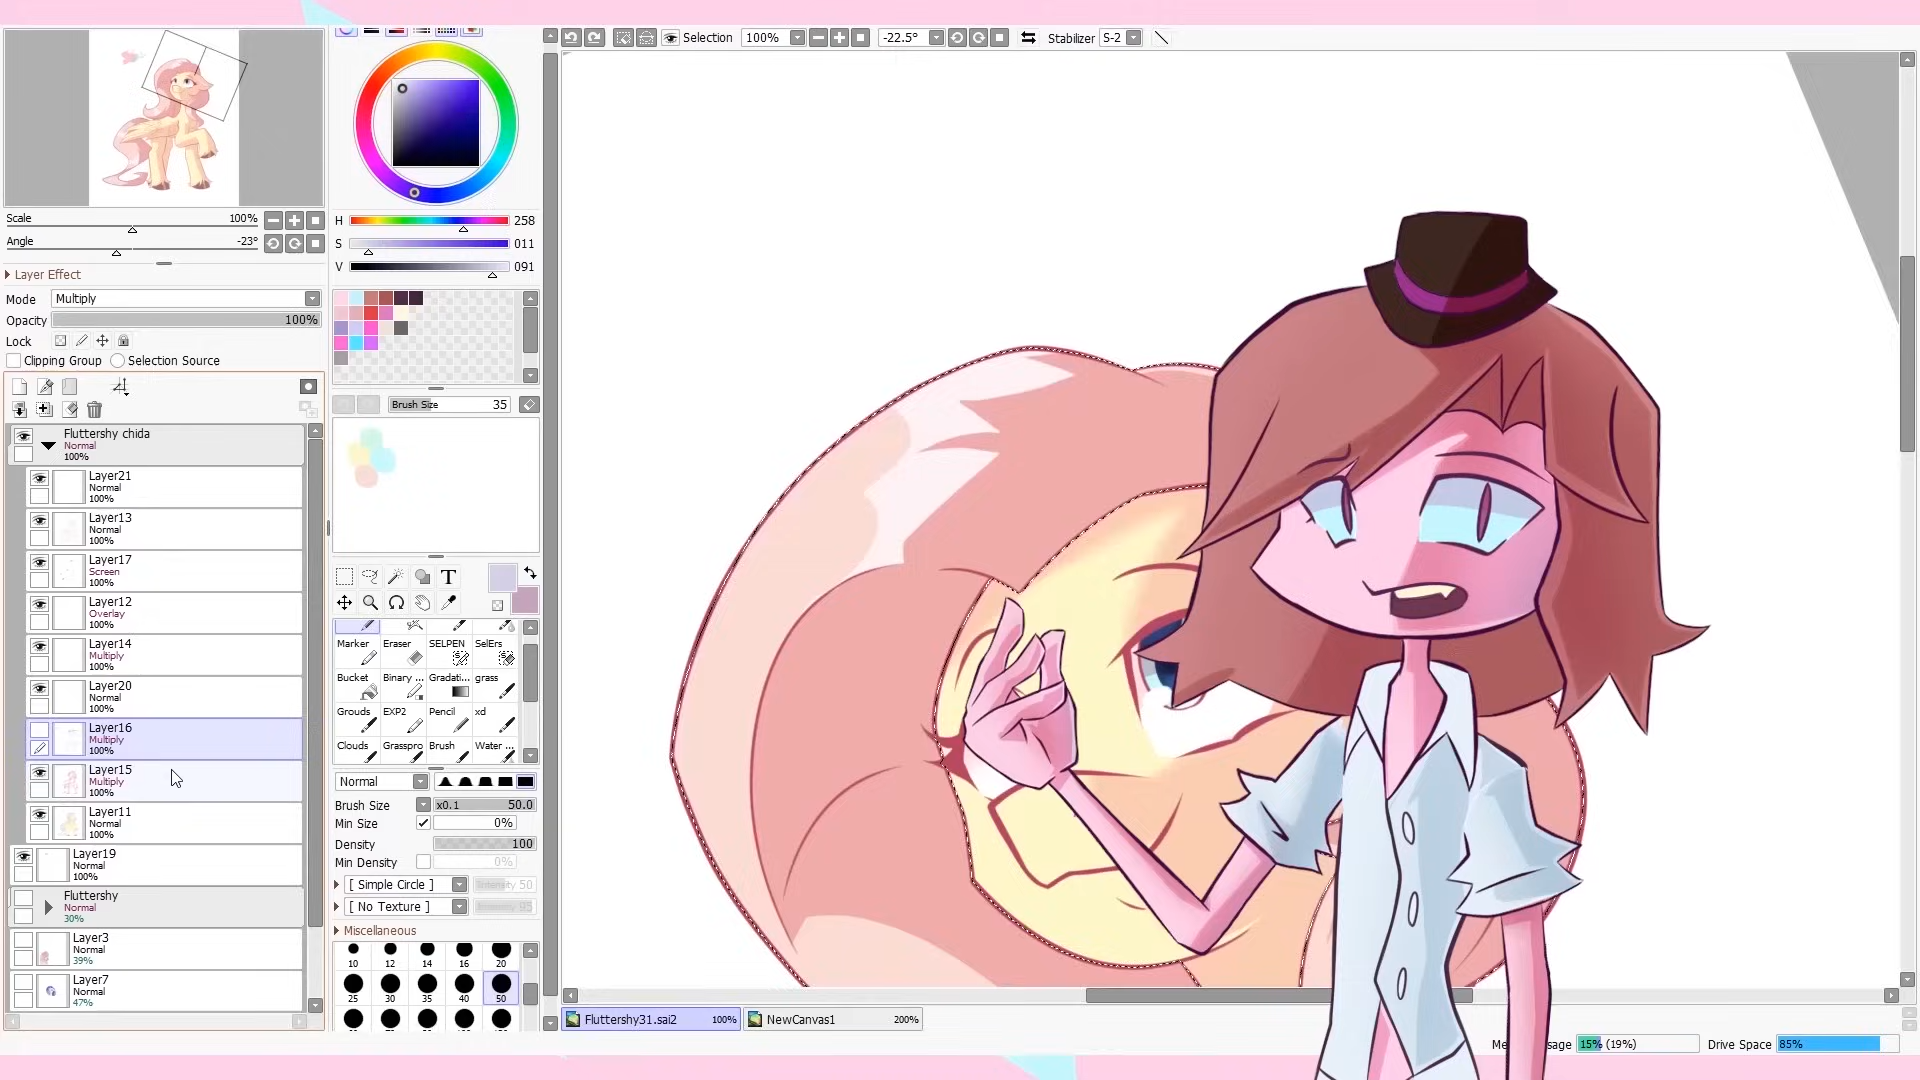 Selection 100% -22.5° Stabilizer S-2
Scale 100%
Angle -23°
Layer Effect
Mode Multiply
Opacity 100%
Lock
Clipping Group Selection Source
Fluttershy chida
Normal
100%
Layer21
Normal
100%
Layer13
Normal
100%
Layer17
Screen
100%
Layer12
Overlay
100%
Layer14
Multiply
100%
Layer20
Normal
100%
Layer16
Multiply
100%
Layer15
Multiply
100%
Layer11
Normal
100%
Layer19
Normal
100%
Fluttershy
Normal
30%
Layer3
Normal
39%
Layer7
Normal
47%
H 258
S 011
V 091
Brush Size 35
T
Marker Eraser SELPEN SelErs
Bucket Binary ... Gradati... grass
Grouds EXP2 Pencil xd
Clouds Grasspro Brush Water ...
Normal
Brush Size x0.1 50.0
Min Size 0%
Density 100
Min Density 0%
[ Simple Circle ] Intensity 50
[ No Texture ] Intensity 95
Miscellaneous
10 12 14 16 20
25 30 35 40 50
Fluttershy31.sai2 100% NewCanvas1 200%
15% (19%) Drive Space 85%